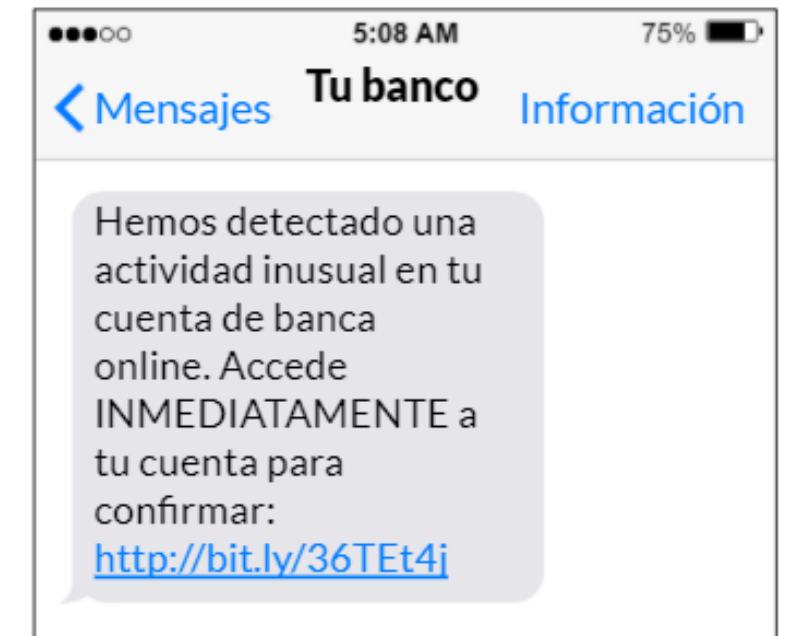 5:08 AM 75%
Mensajes Tu banco Información
Hemos detectado una
actividad inusual en tu
cuenta de banca
online. Accede
INMEDIATAMENTE a
tu cuenta para
confirmar:
http://bit.ly/36TEt4j